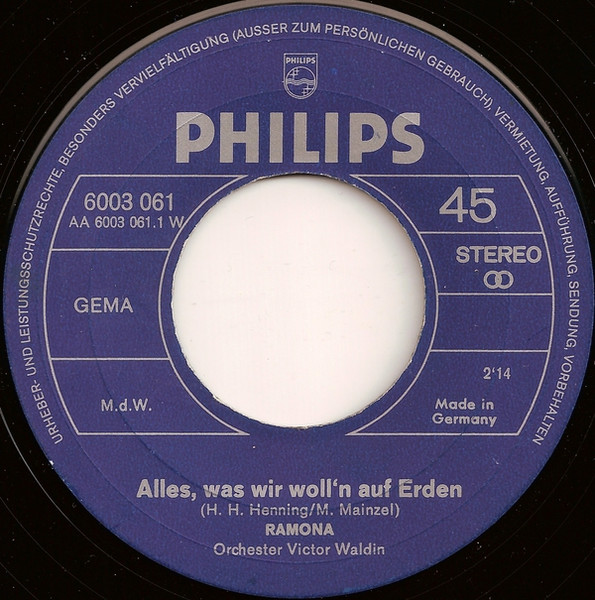 URHEBER- UND LEISTUNGSSCHUTZRECHTE, BESONDERS VERVIELFÄLTIGUNG (AUSSER ZUM PERSÖNLICHEN GEBRAUCH), VERMIETUNG, AUFFÜHRUNG, SENDUNG, VORBEHALTEN
PHILIPS
PHILIPS
6003 061
AA 6003 061.1 W
45
STEREO
GEMA
2'14
M.d.W.
Made in
Germany
Alles, was wir woll'n auf Erden
(H. H. Henning/M. Mainzel)
RAMONA
Orchester Victor Waldin